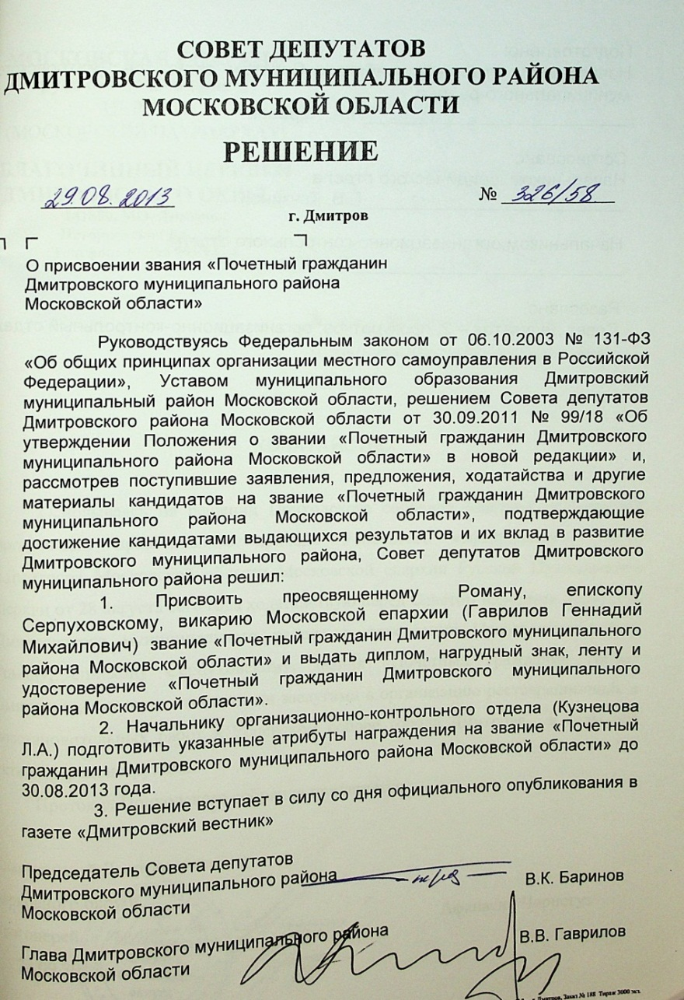 СОВЕТ ДЕПУТАТОВ
ДМИТРОВСКОГО МУНИЦИПАЛЬНОГО РАЙОНА
МОСКОВСКОЙ ОБЛАСТИ
РЕШЕНИЕ
29.08.2013 № 326/58
г. Дмитров
О присвоении звания «Почетный гражданин
Дмитровского муниципального района
Московской области»
Руководствуясь Федеральным законом от 06.10.2003 № 131-ФЗ
«Об общих принципах организации местного самоуправления в Российской
Федерации», Уставом муниципального образования Дмитровский
муниципальный район Московской области, решением Совета депутатов
Дмитровского района Московской области от 30.09.2011 № 99/18 «Об
утверждении Положения о звании «Почетный гражданин Дмитровского
муниципального района Московской области» в новой редакции» и,
рассмотрев поступившие заявления, предложения, ходатайства и другие
материалы кандидатов на звание «Почетный гражданин Дмитровского
муниципального района Московской области», подтверждающие
достижение кандидатами выдающихся результатов и их вклад в развитие
Дмитровского муниципального района, Совет депутатов Дмитровского
муниципального района решил:
1. Присвоить преосвященному Роману, епископу
Серпуховскому, викарию Московской епархии (Гаврилов Геннадий
Михайлович) звание «Почетный гражданин Дмитровского муниципального
района Московской области» и выдать диплом, нагрудный знак, ленту и
удостоверение «Почетный гражданин Дмитровского муниципального
района Московской области».
2. Начальнику организационно-контрольного отдела (Кузнецова
Л.А.) подготовить указанные атрибуты награждения на звание «Почетный
гражданин Дмитровского муниципального района Московской области» до
30.08.2013 года.
3. Решение вступает в силу со дня официального опубликования в
газете «Дмитровский вестник»
Председатель Совета депутатов
Дмитровского муниципального района В.К. Баринов
Московской области
Глава Дмитровского муниципального района В.В. Гаврилов
Московской области
г. Дмитров, Заказ № 188 Тираж 3000 экз.